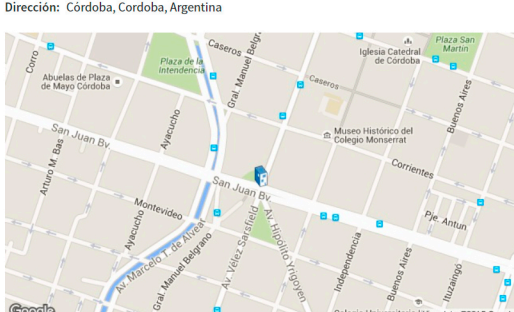 Dirección: Córdoba, Cordoba, Argentina
Corro
Caseros
Gral. Manuel Belgr
Iglesia Catedral
de Córdoba
Plaza San
Martín
Plaza de la
Intendencia
Abuelas de Plaza
de Mayo Córdoba
Caseros
Buenos Aires
Ayacucho
San Juan Bv.
Museo Histórico del
Colegio Monserrat
Corrientes
Arturo M. Bas
San Juan Bv.
Montevideo
Pje. Antun
Ayacucho
Av. Marcelo T. de Alvear
Gral. Manuel Belgrano
Av. Vélez Sarsfield
Av. Hipólito Yrigoyen
Independencia
Buenos Aires
Ituzaingó
Google